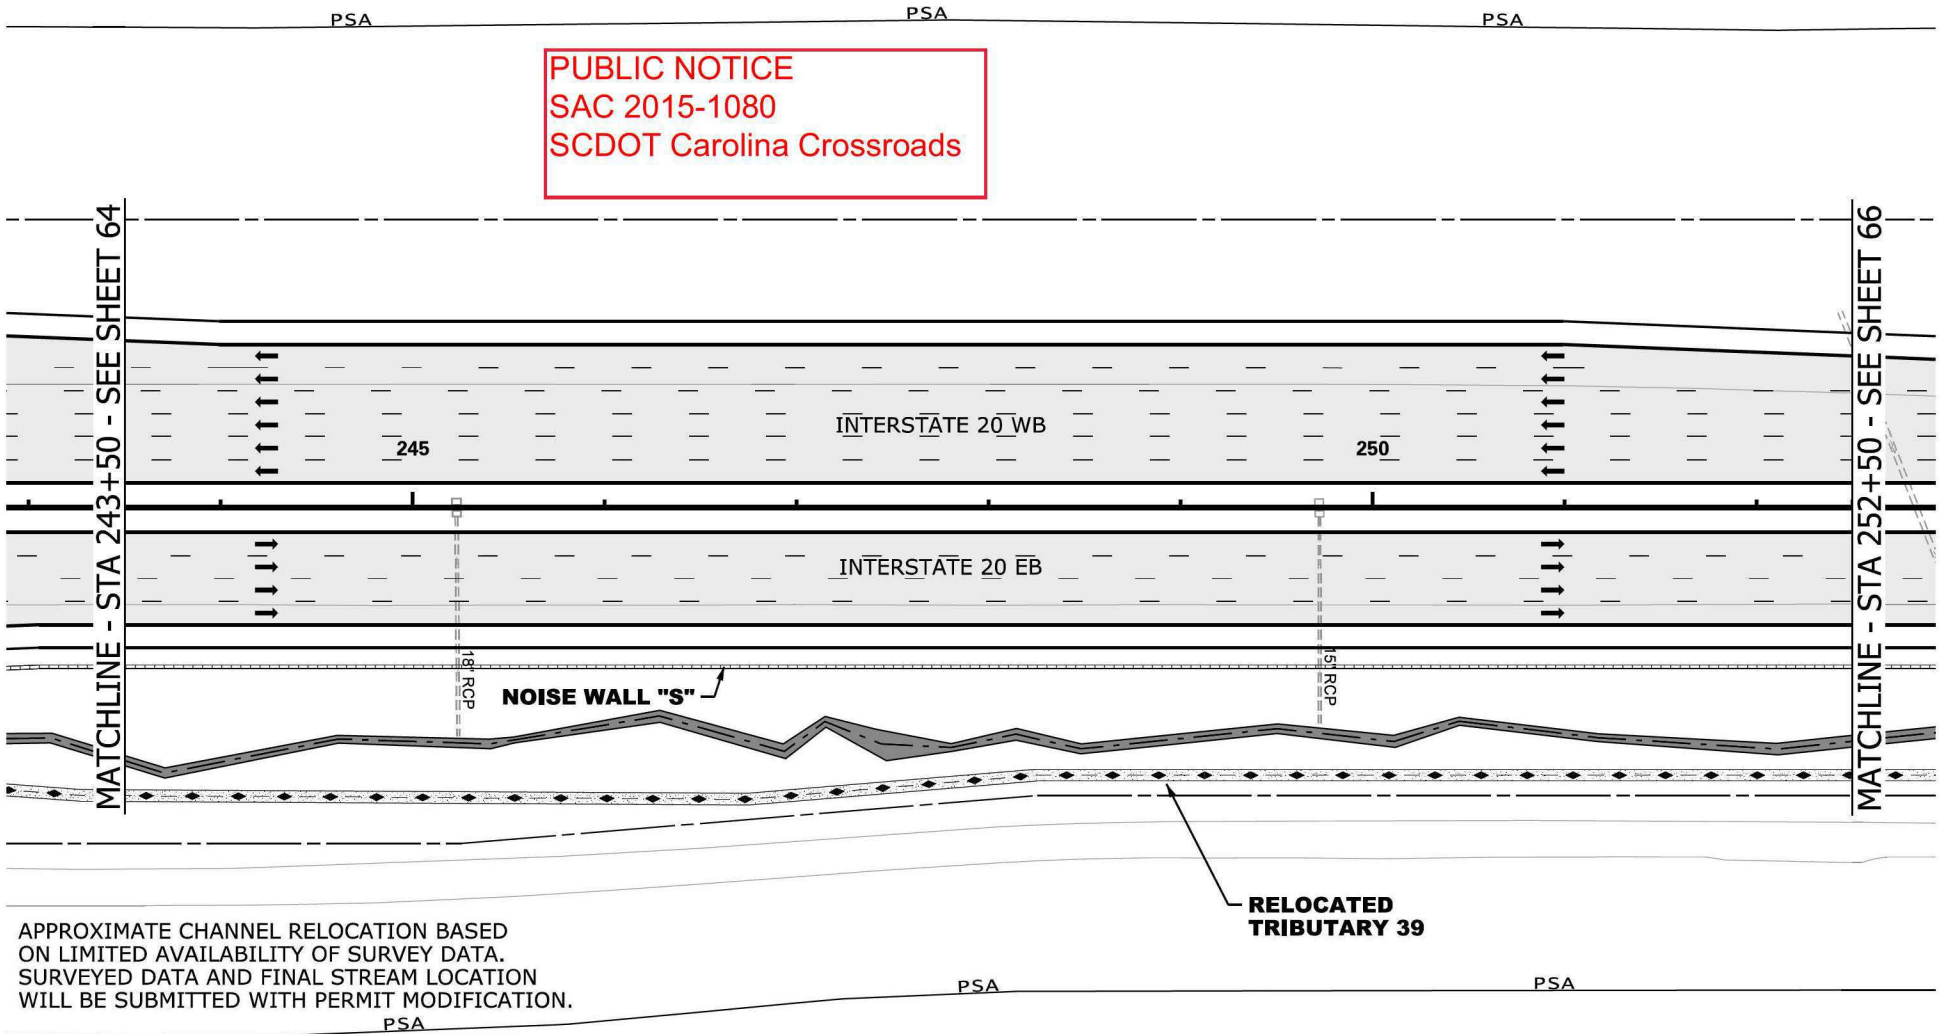 PSA
PSA
PSA
PUBLIC NOTICE
SAC 2015-1080
SCDOT Carolina Crossroads
MATCHLINE - STA 243+50 - SEE SHEET 64
MATCHLINE - STA 252+50 - SEE SHEET 66
INTERSTATE 20 WB
245
250
INTERSTATE 20 EB
18" RCP
15" RCP
NOISE WALL "S"
RELOCATED
TRIBUTARY 39
APPROXIMATE CHANNEL RELOCATION BASED
ON LIMITED AVAILABILITY OF SURVEY DATA.
SURVEYED DATA AND FINAL STREAM LOCATION
WILL BE SUBMITTED WITH PERMIT MODIFICATION.
PSA
PSA
PSA